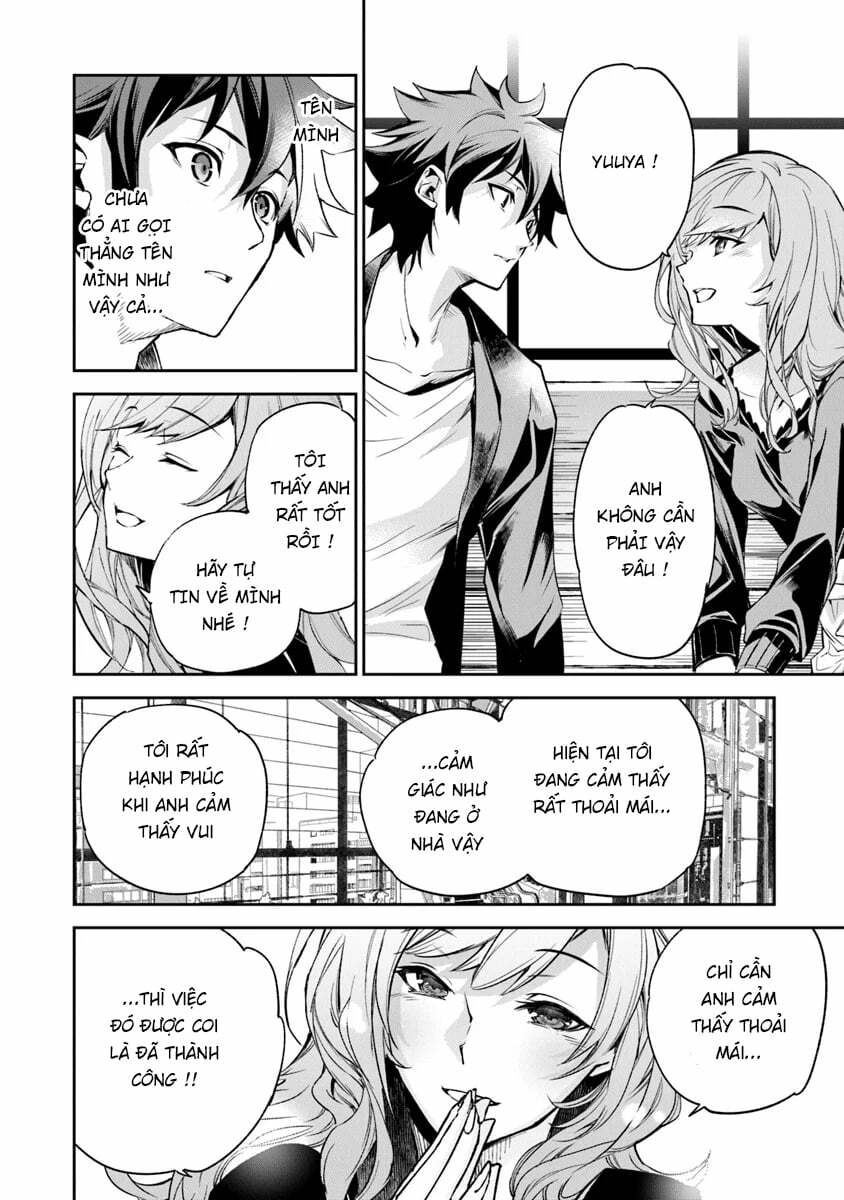 YUUYA !
ANH
KHÔNG CẦN
PHẢI VẬY
ĐÂU !
TÊN
MÌNH
CHƯA
CÓ AI GỌI
THẲNG TÊN
MÌNH NHƯ
VẬY CẢ...
TÔI
THẤY ANH
RẤT TỐT
RỒI !
HÃY TỰ
TIN VỀ MÌNH
NHÉ !
HIỆN TẠI TÔI
ĐANG CẢM THẤY
RẤT THOẢI MÁI...
...CẢM
GIÁC NHƯ
ĐANG Ở
NHÀ VẬY
TÔI RẤT
HẠNH PHÚC
KHI ANH CẢM
THẤY VUI
CHỈ CẦN
ANH CẢM
THẤY THOẢI
MÁI...
...THÌ VIỆC
ĐÓ ĐƯỢC COI
LÀ ĐÃ THÀNH
CÔNG !!